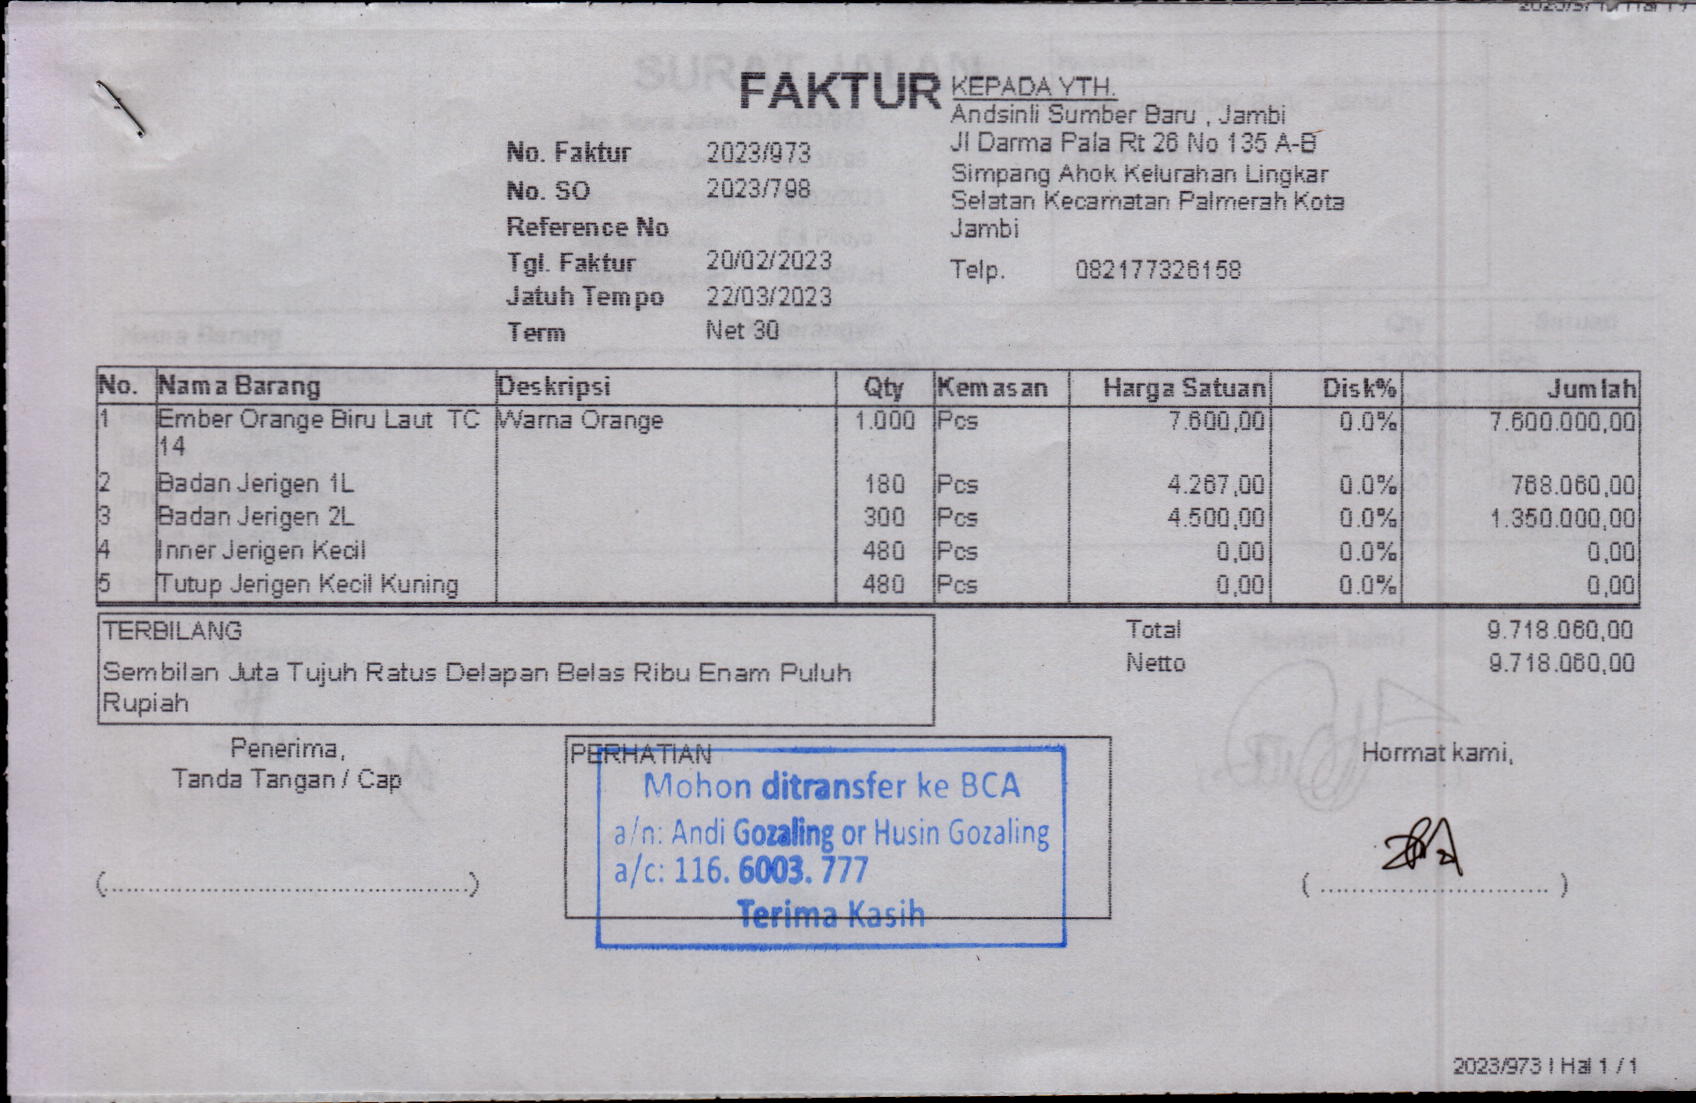 FAKTUR
KEPADA YTH.
Andsinli Sumber Baru , Jambi
Jl Darma Pala Rt 26 No 135 A-B
Simpang Ahok Kelurahan Lingkar
Selatan Kecamatan Palmerah Kota
Jambi
Telp. 082177326158
No. Faktur 2023/973
No. SO 2023/798
Reference No
Tgl. Faktur 20/02/2023
Jatuh Tempo 22/03/2023
Term Net 30
No. Nama Barang Deskripsi Qty Kemasan Harga Satuan Disk% Jumlah
1 Ember Orange Biru Laut TC Warna Orange 1.000 Pcs 7.600,00 0.0% 7.600.000,00
14
2 Badan Jerigen 1L 180 Pcs 4.267,00 0.0% 768.060,00
3 Badan Jerigen 2L 300 Pcs 4.500,00 0.0% 1.350.000,00
4 Inner Jerigen Kecil 480 Pcs 0,00 0.0% 0,00
5 Tutup Jerigen Kecil Kuning 480 Pcs 0,00 0.0% 0,00
TERBILANG
Sembilan Juta Tujuh Ratus Delapan Belas Ribu Enam Puluh
Rupiah
Total 9.718.060,00
Netto 9.718.060,00
Penerima,
Tanda Tangan / Cap
(...........................................)
PERHATIAN
Mohon ditransfer ke BCA
a/n: Andi Gozaling or Husin Gozaling
a/c: 116. 6003. 777
Terima Kasih
Hormat kami,
( ........................... )
2023/973 | Hal 1 / 1